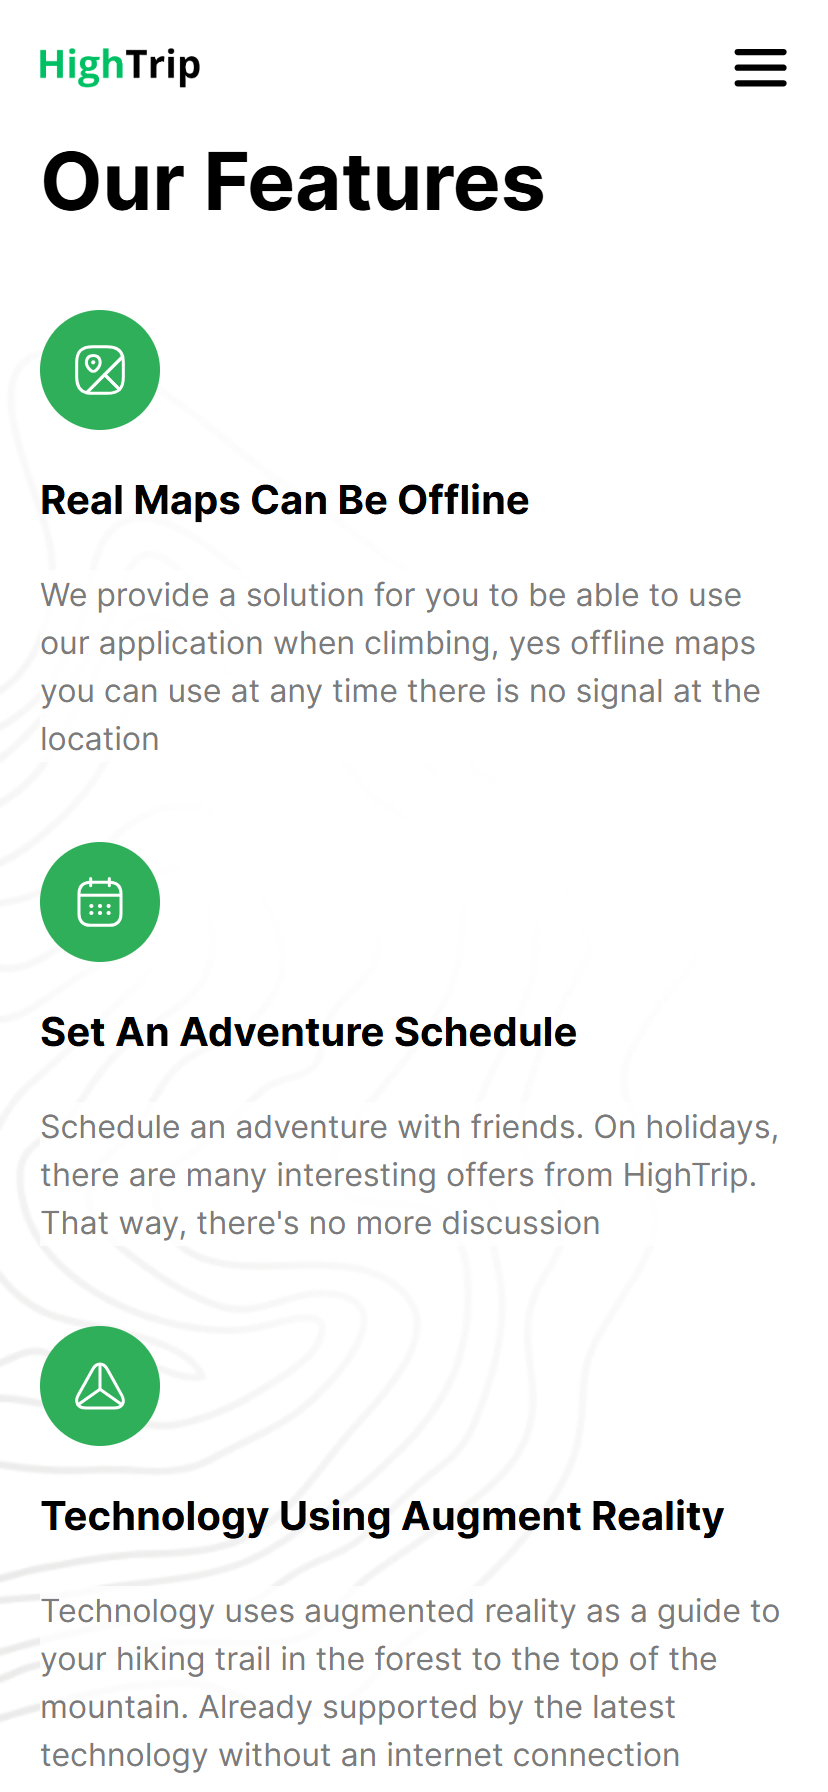 HighTrip
Our Features
Real Maps Can Be Offline
We provide a solution for you to be able to use
our application when climbing, yes offline maps
you can use at any time there is no signal at the
location
Set An Adventure Schedule
Schedule an adventure with friends. On holidays,
there are many interesting offers from HighTrip.
That way, there's no more discussion
Technology Using Augment Reality
Technology uses augmented reality as a guide to
your hiking trail in the forest to the top of the
mountain. Already supported by the latest
technology without an internet connection